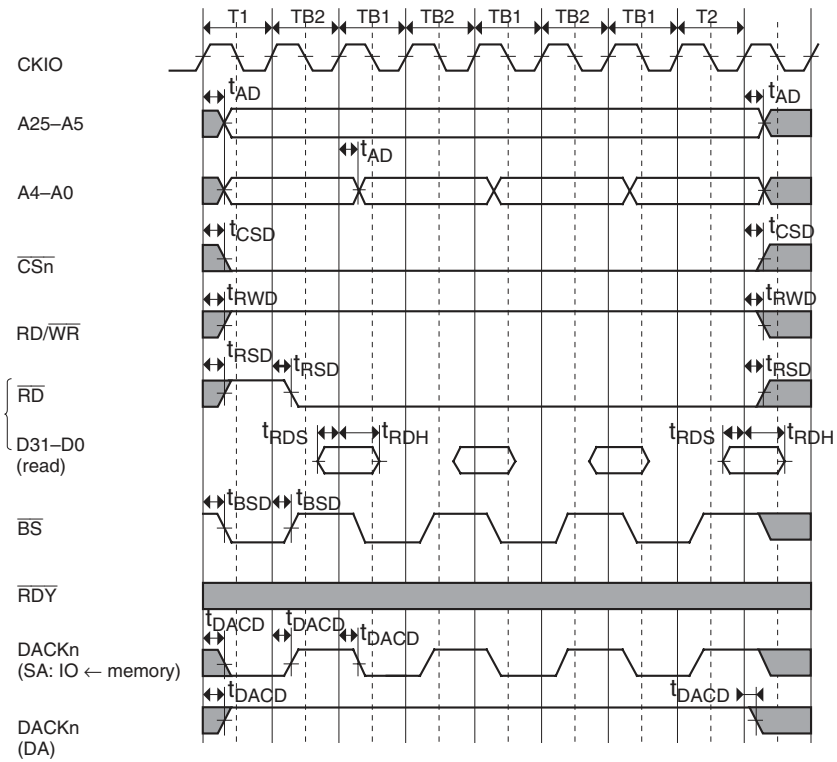 T1 TB2 TB1 TB2 TB1 TB2 TB1 T2
CKIO
tAD tAD
A25–A5
tAD
A4–A0
tCSD tCSD
CSn
tRWD tRWD
RD/WR
tRSD tRSD tRSD
RD
tRDS tRDH tRDS tRDH
D31–D0
(read)
tBSD tBSD
BS
RDY
tDACD tDACD tDACD
DACKn
(SA: IO ← memory)
tDACD tDACD
DACKn
(DA)